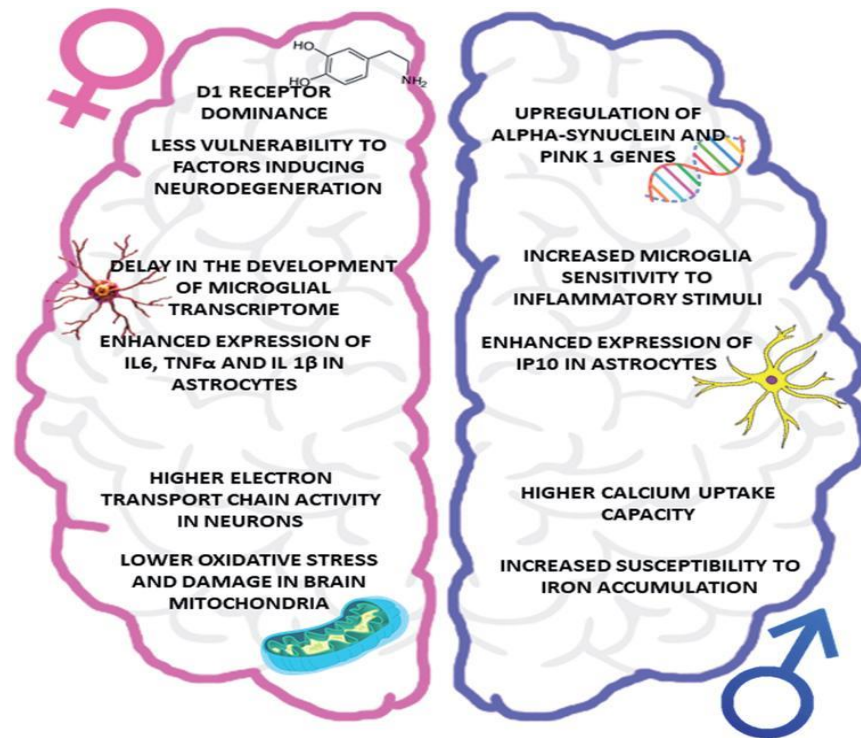 HO
HO
NH2
D1 RECEPTOR
DOMINANCE
LESS VULNERABILITY TO
FACTORS INDUCING
NEURODEGENERATION
DELAY IN THE DEVELOPMENT
OF MICROGLIAL
TRANSCRIPTOME
ENHANCED EXPRESSION OF
IL6, TNFα AND IL 1β IN
ASTROCYTES
HIGHER ELECTRON
TRANSPORT CHAIN ACTIVITY
IN NEURONS
LOWER OXIDATIVE STRESS
AND DAMAGE IN BRAIN
MITOCHONDRIA
UPREGULATION OF
ALPHA-SYNUCLEIN AND
PINK 1 GENES
INCREASED MICROGLIA
SENSITIVITY TO
INFLAMMATORY STIMULI
ENHANCED EXPRESSION OF
IP10 IN ASTROCYTES
HIGHER CALCIUM UPTAKE
CAPACITY
INCREASED SUSCEPTIBILITY TO
IRON ACCUMULATION